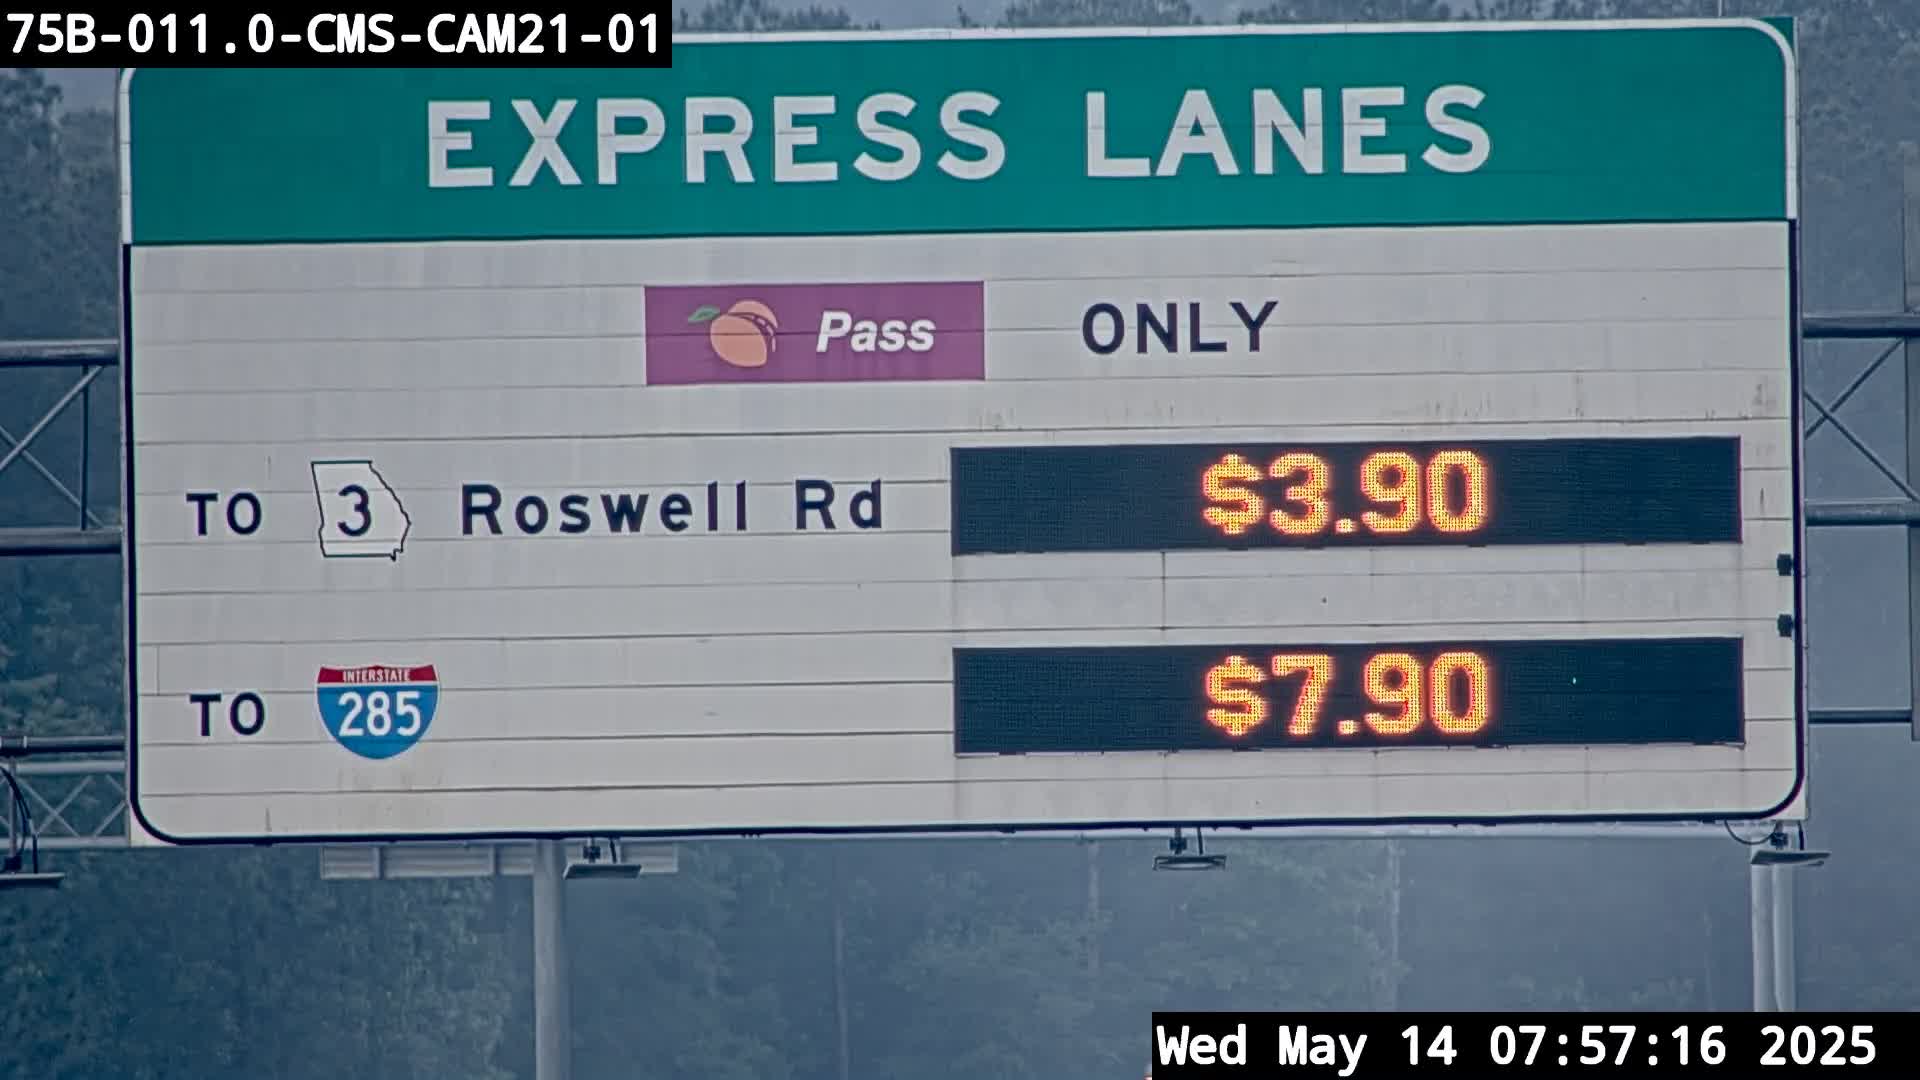 75B-011.0-CMS-CAM21-01
EXPRESS LANES
Pass ONLY
TO 3 Roswell Rd $3.90
INTERSTATE
TO 285 $7.90
Wed May 14 07:57:16 2025